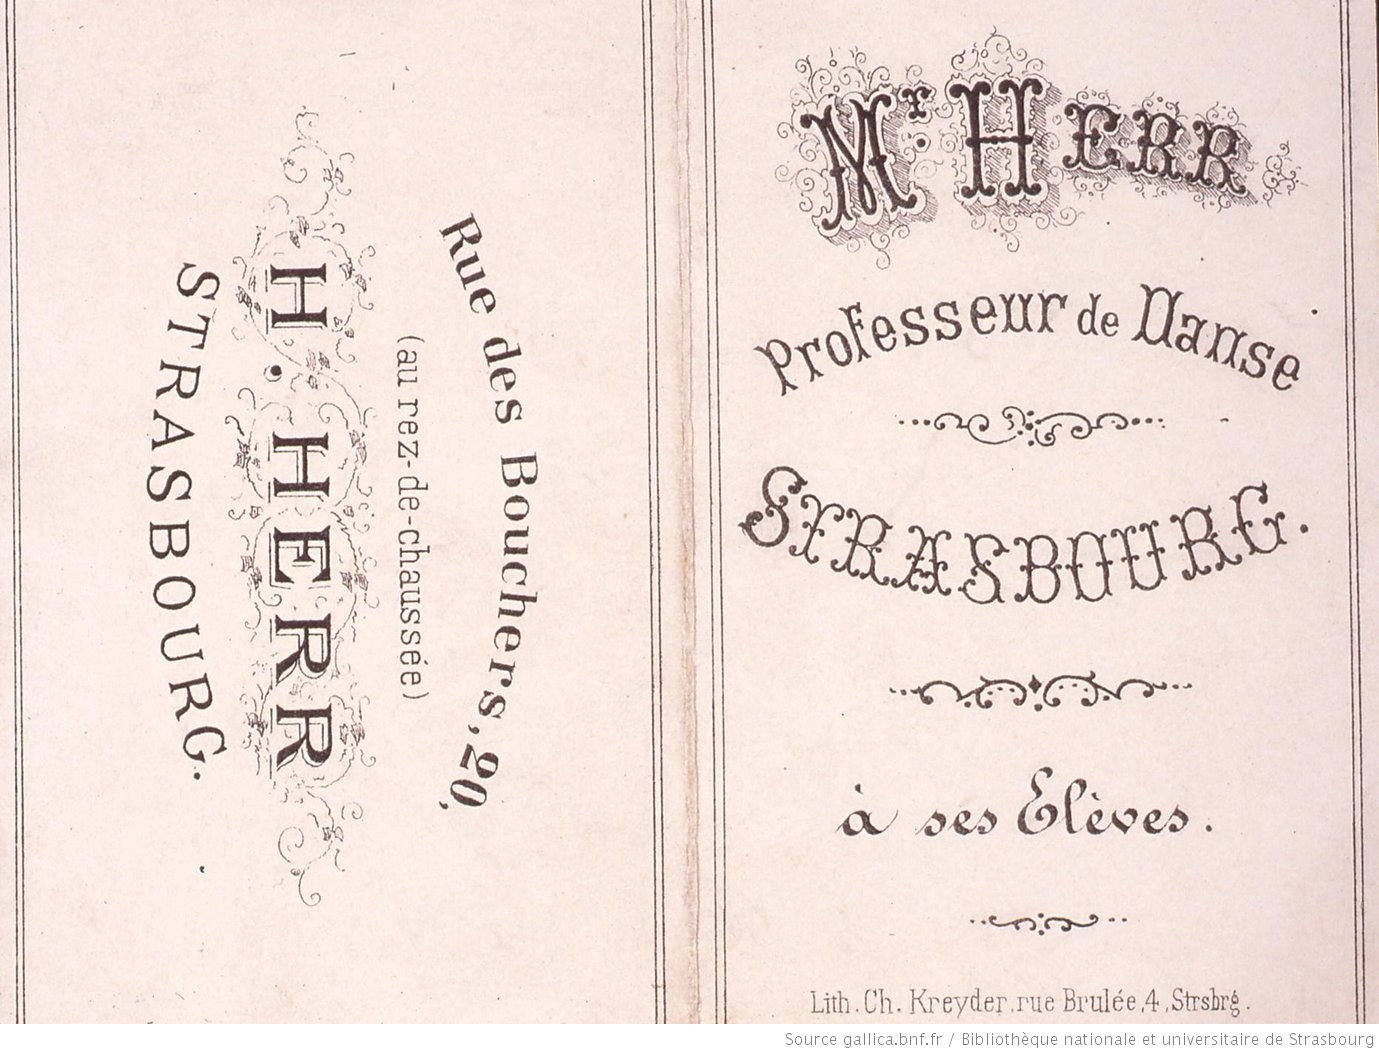 Rue des Bouchers, 20,
(au rez-de-chaussée)
H. HERR
STRASBOURG.
Mr. HERR
Professeur de Danse
STRASBOURG.
à ses Elèves.
Lith. Ch. Kreyder, rue Brulée, 4, Strsbrg.
Source gallica.bnf.fr / Bibliothèque nationale et universitaire de Strasbourg